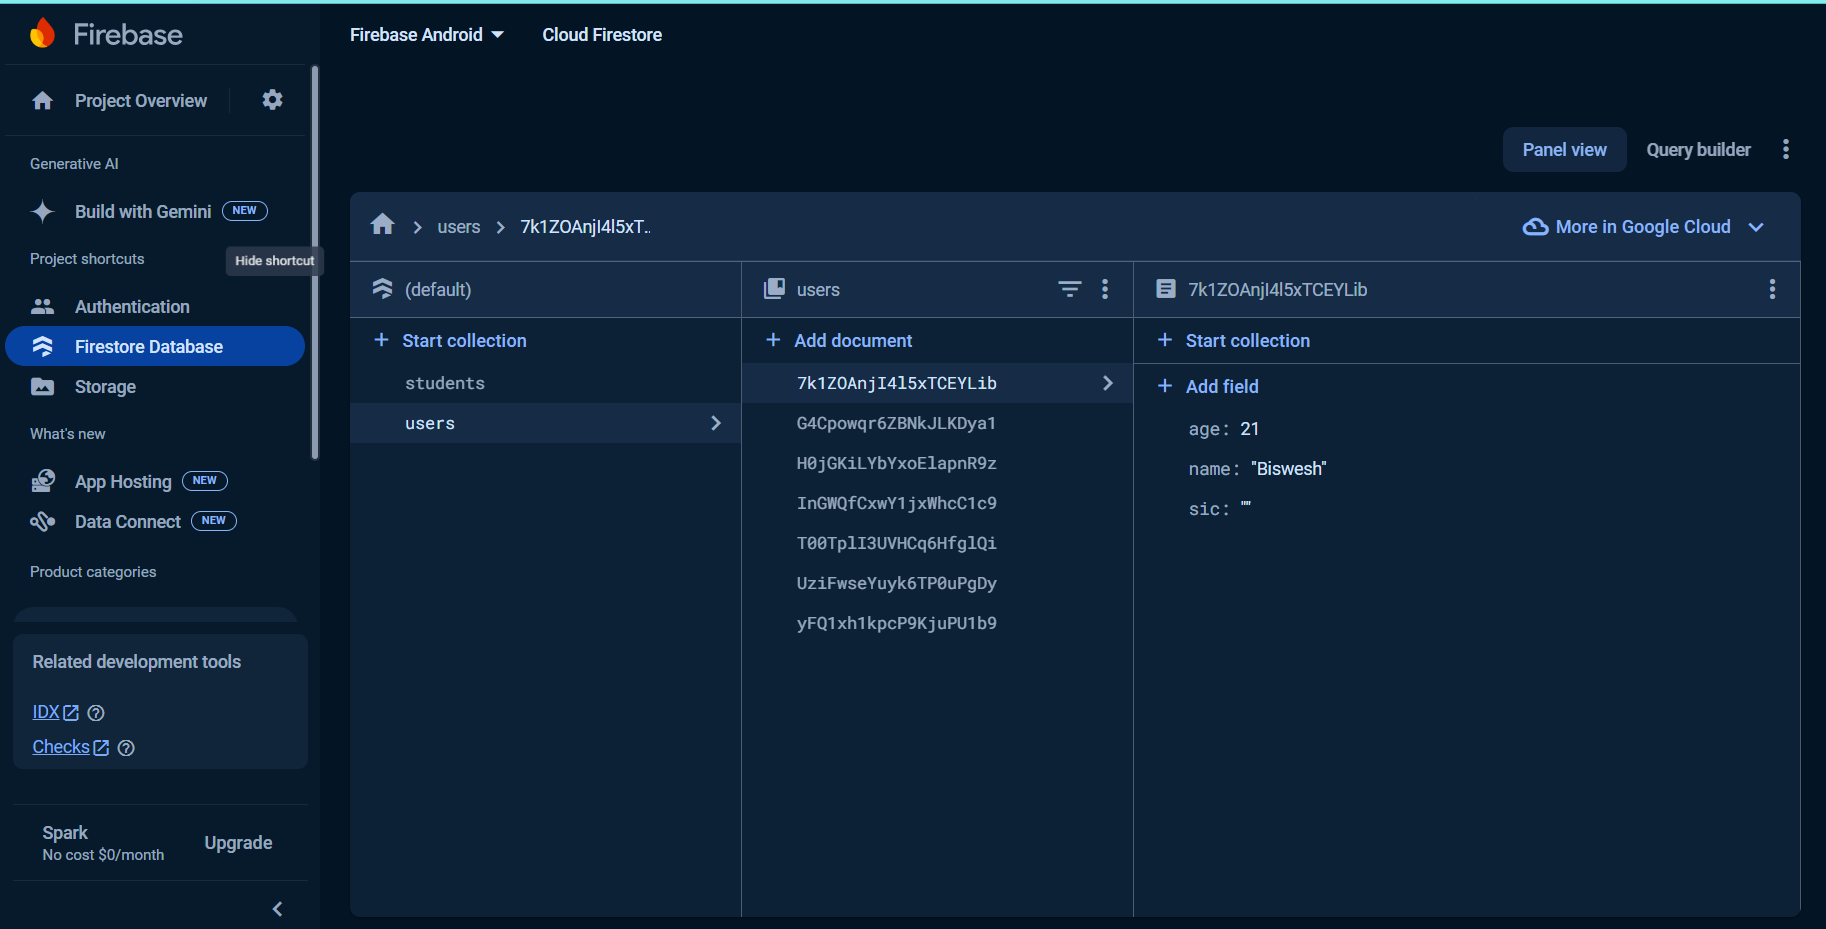 Firebase
Firebase Android
Cloud Firestore
Project Overview
Generative AI
Build with Gemini NEW
Project shortcuts
Hide shortcut
Authentication
Firestore Database
Storage
What's new
App Hosting NEW
Data Connect NEW
Product categories
Related development tools
IDX
Checks
Spark
No cost $0/month
Upgrade
Panel view
Query builder
users
7k1ZOAnjI4l5xT..
More in Google Cloud
(default)
Start collection
students
users
users
Add document
7k1ZOAnjI4l5xTCEYLib
G4Cpowqr6ZBNkJLKDya1
H0jGKiLYbYxoElapnR9z
InGWQfCxwY1jxWhcC1c9
T00TplI3UVHCq6HfglQi
UziFwseYuyk6TP0uPgDy
yFQ1xh1kpcP9KjuPU1b9
7k1ZOAnjI4l5xTCEYLib
Start collection
Add field
age: 21
name: "Biswesh"
sic: ""